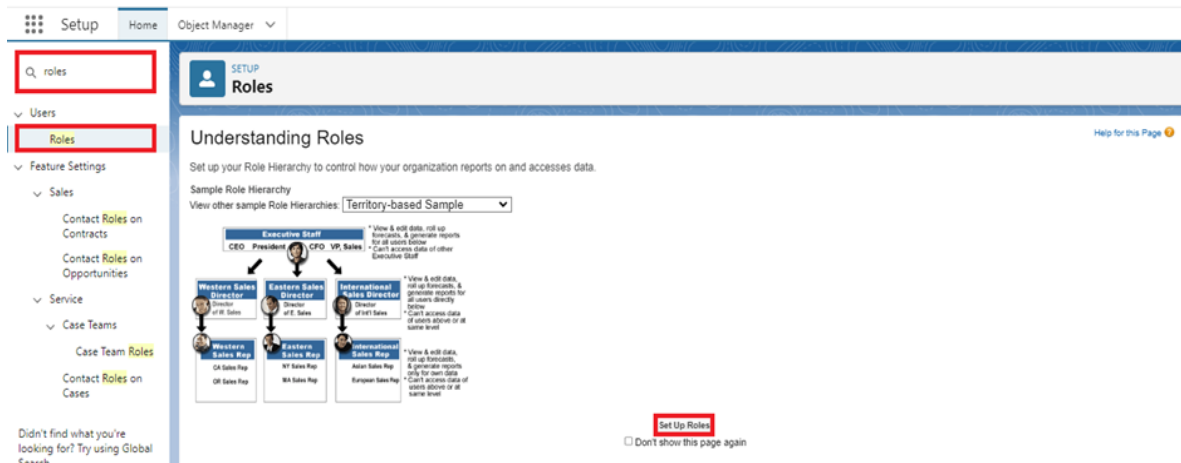 Setup
Home
Object Manager
roles
Users
Roles
Feature Settings
Sales
Contact Roles on
Contracts
Contact Roles on
Opportunities
Service
Case Teams
Case Team Roles
Contact Roles on
Cases
Didn't find what you're
looking for? Try using Global
Search
SETUP
Roles
Understanding Roles
Help for this Page
Set up your Role Hierarchy to control how your organization reports on and accesses data.
Sample Role Hierarchy
View other sample Role Hierarchies: Territory-based Sample
Executive Staff
CEO President CFO VP, Sales
* View & edit data, roll up
forecasts, & generate reports
for all users below
* Can't access data of other
Executive Staff
Western Sales
Director
Director
of W. Sales
Eastern Sales
Director
Director
of E. Sales
International
Sales Director
Director
of Int'l Sales
* View & edit data,
roll up forecasts, &
generate reports for
all users directly
below
* Can't access data
of users above or at
same level
Western
Sales Rep
CA Sales Rep
OR Sales Rep
Eastern
Sales Rep
NY Sales Rep
MA Sales Rep
International
Sales Rep
Asian Sales Rep
European Sales Rep
* View & edit data,
roll up forecasts,
& generate reports
only for own data
* Can't access data of
users above or at
same level
Set Up Roles
Don't show this page again